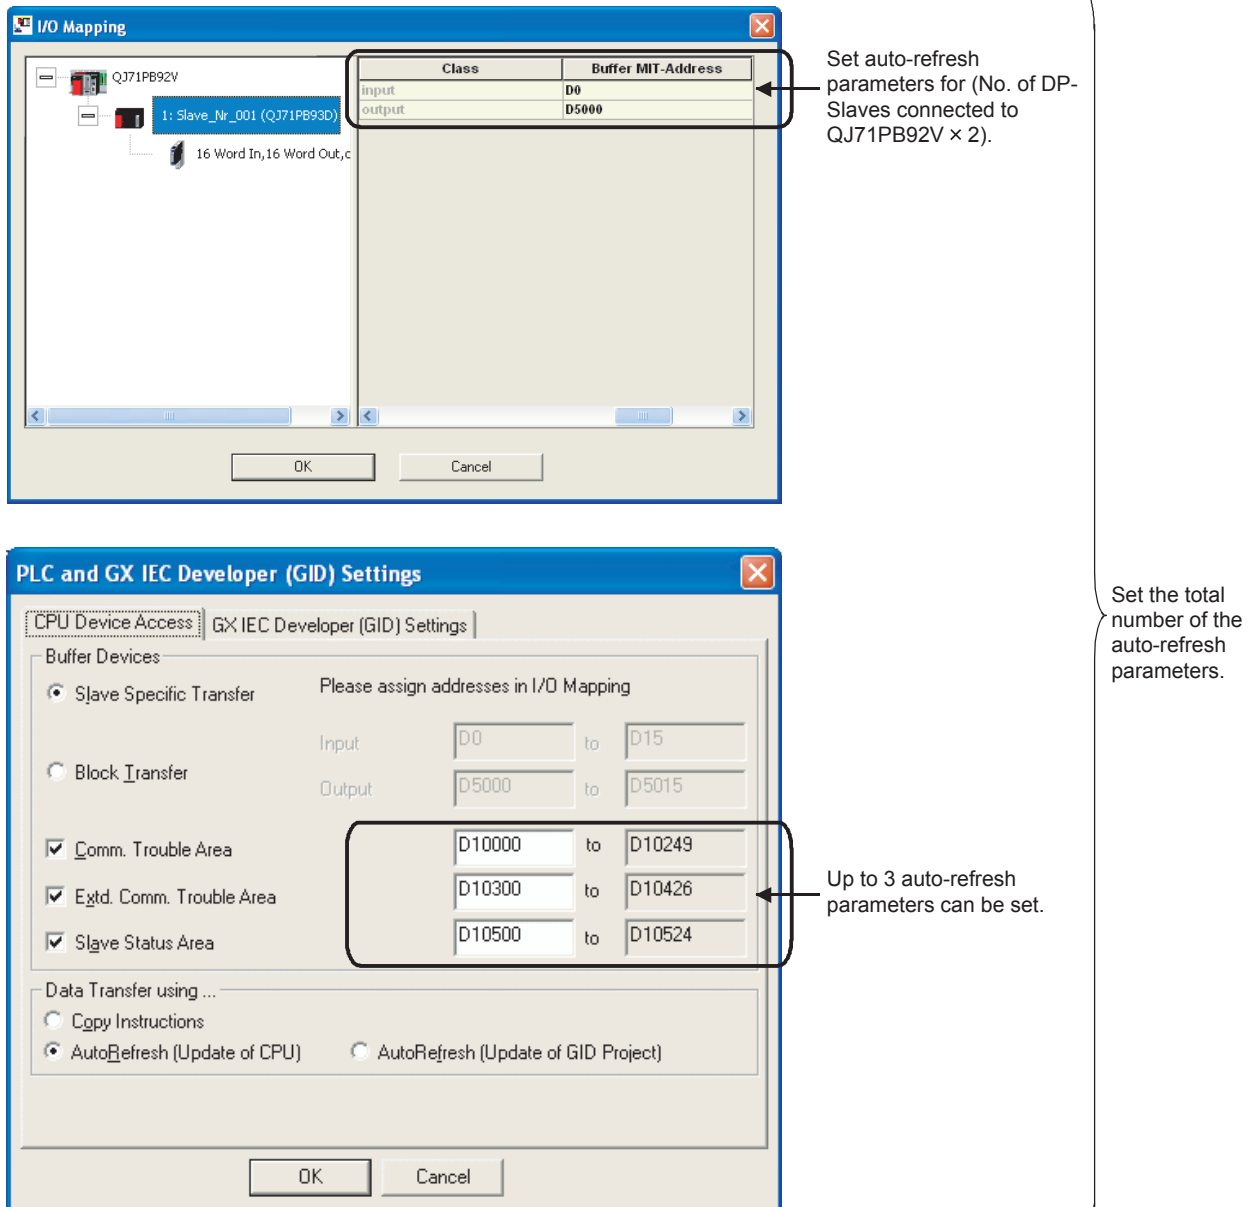 I/O Mapping
QJ71PB92V
1: Slave_Nr_001 (QJ71PB93D)
16 Word In,16 Word Out,c
Class Buffer MIT-Address
input D0
output D5000
OK Cancel
Set auto-refresh
parameters for (No. of DP-
Slaves connected to
QJ71PB92V × 2).
PLC and GX IEC Developer (GID) Settings
CPU Device Access GX IEC Developer (GID) Settings
Buffer Devices
Slave Specific Transfer Please assign addresses in I/O Mapping
Input D0 to D15
Block Transfer
Output D5000 to D5015
Comm. Trouble Area D10000 to D10249
Extd. Comm. Trouble Area D10300 to D10426
Slave Status Area D10500 to D10524
Data Transfer using ...
Copy Instructions
AutoRefresh (Update of CPU) AutoRefresh (Update of GID Project)
OK Cancel
Up to 3 auto-refresh
parameters can be set.
Set the total
number of the
auto-refresh
parameters.